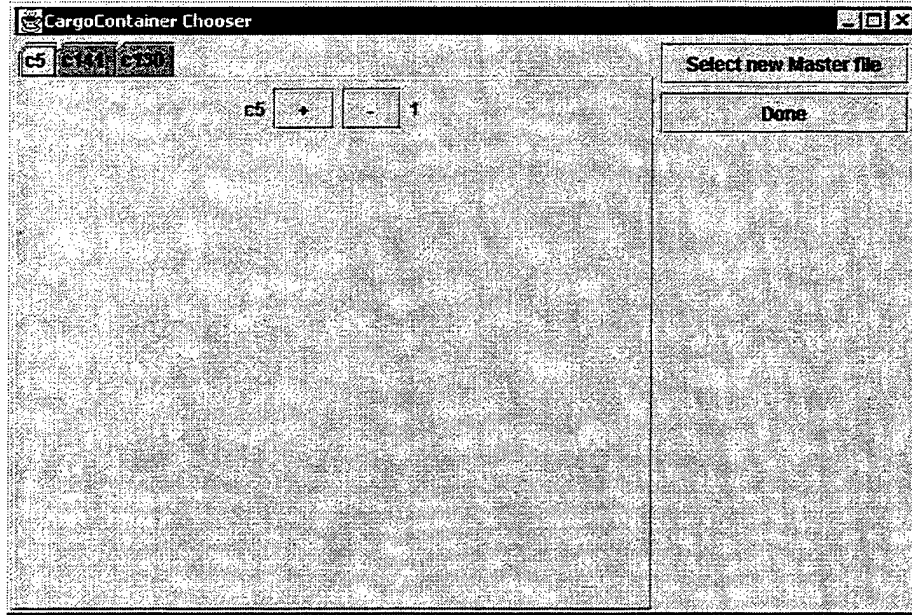 CargoContainer Chooser
c5 c141 c130
Select new Master file
c5 + - 1
Done